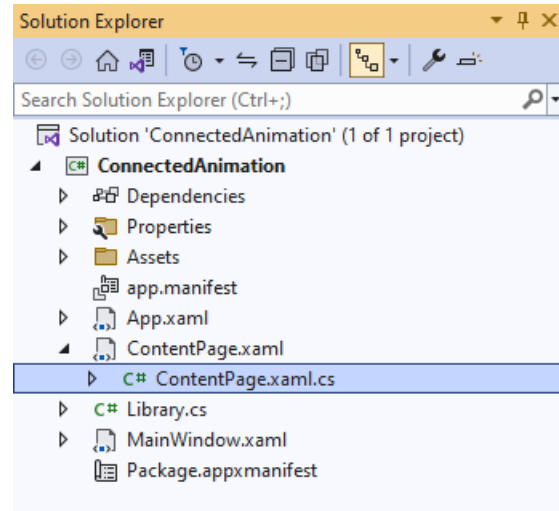 Solution Explorer
Search Solution Explorer (Ctrl+;)
Solution 'ConnectedAnimation' (1 of 1 project)
C# ConnectedAnimation
Dependencies
Properties
Assets
app.manifest
App.xaml
ContentPage.xaml
C# ContentPage.xaml.cs
C# Library.cs
MainWindow.xaml
Package.appxmanifest